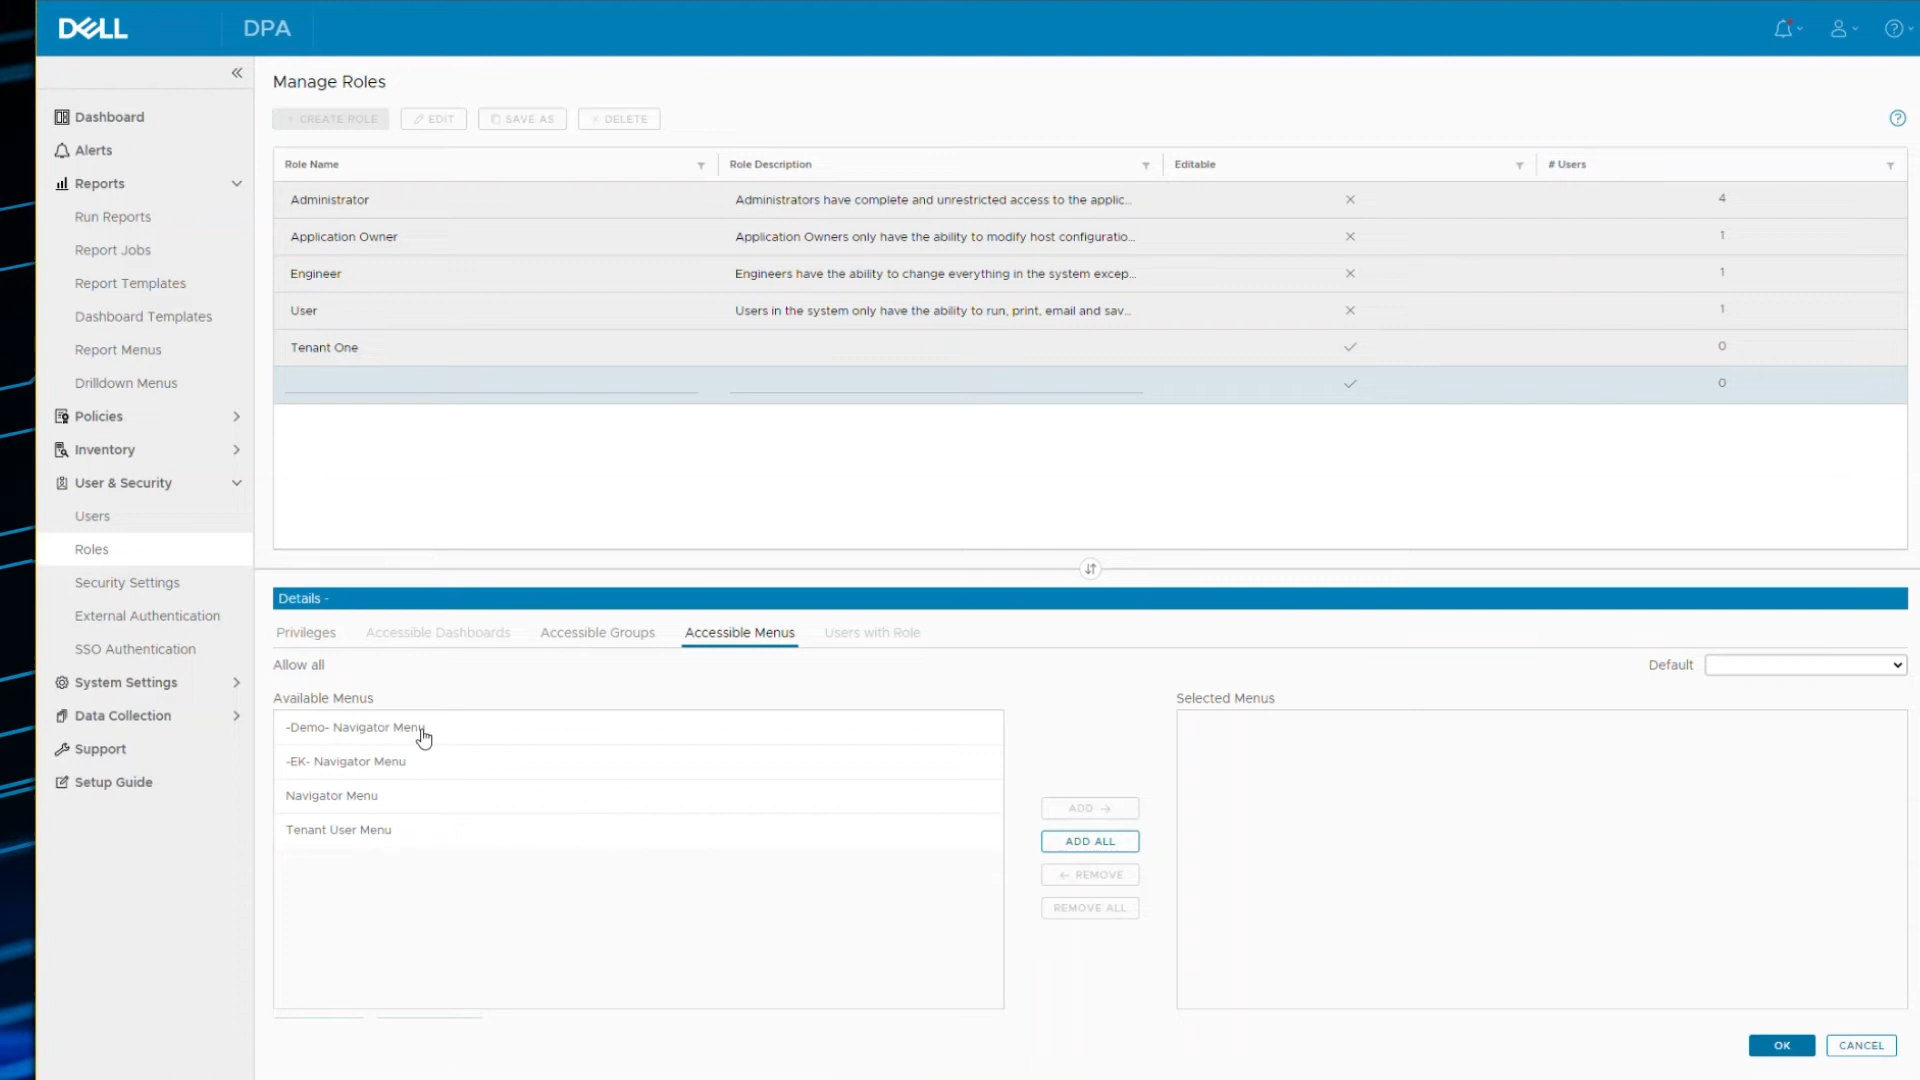 DELL
DPA
Manage Roles
+ CREATE ROLE
EDIT
SAVE AS
× DELETE
Role Name
Role Description
Editable
# Users
Administrator
Administrators have complete and unrestricted access to the applic...
4
Application Owner
Application Owners only have the ability to modify host configuratio...
1
Engineer
Engineers have the ability to change everything in the system excep...
1
User
Users in the system only have the ability to run, print, email and sav...
1
Tenant One
0
0
Dashboard
Alerts
Reports
Run Reports
Report Jobs
Report Templates
Dashboard Templates
Report Menus
Drilldown Menus
Policies
Inventory
User & Security
Users
Roles
Security Settings
External Authentication
SSO Authentication
System Settings
Data Collection
Support
Setup Guide
Details -
Privileges
Accessible Dashboards
Accessible Groups
Accessible Menus
Users with Role
Allow all
Default
Available Menus
Selected Menus
-Demo- Navigator Menu
-EK- Navigator Menu
Navigator Menu
Tenant User Menu
ADD →
ADD ALL
← REMOVE
REMOVE ALL
OK
CANCEL